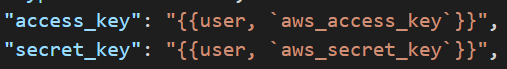 "access_key": "{{user, `aws_access_key`}}",
"secret_key": "{{user, `aws_secret_key`}}",